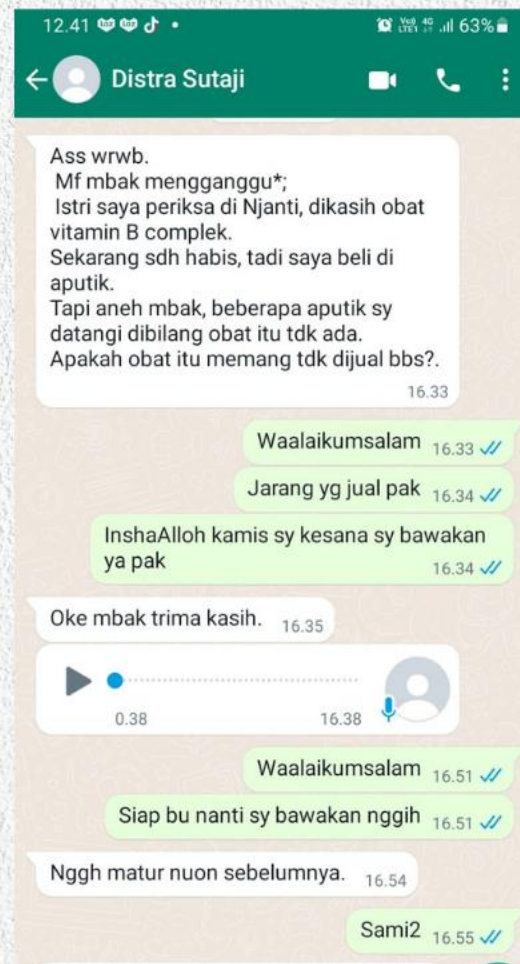 12.41
Voo) 4G
LTE1 63%
Distra Sutaji
Ass wrwb.
Mf mbak mengganggu*;
Istri saya periksa di Njanti, dikasih obat
vitamin B complek.
Sekarang sdh habis, tadi saya beli di
aputik.
Tapi aneh mbak, beberapa aputik sy
datangi dibilang obat itu tdk ada.
Apakah obat itu memang tdk dijual bbs?.
16.33
Waalaikumsalam 16.33
Jarang yg jual pak 16.34
InshaAlloh kamis sy kesana sy bawakan
ya pak 16.34
Oke mbak trima kasih. 16.35
0.38 16.38
Waalaikumsalam 16.51
Siap bu nanti sy bawakan nggih 16.51
Nggh matur nuon sebelumnya. 16.54
Sami2 16.55